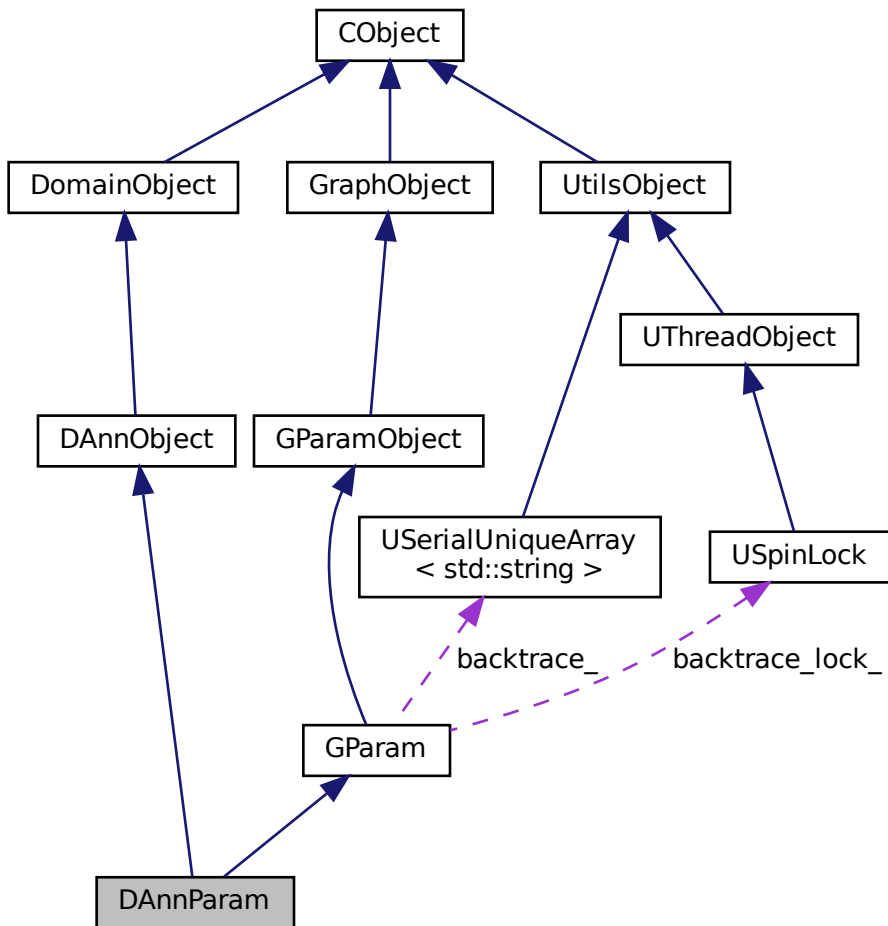 CObject
DomainObject
GraphObject
UtilsObject
UThreadObject
DAnnObject
GParamObject
USerialUniqueArray
< std::string >
USpinLock
backtrace_
backtrace_lock_
GParam
DAnnParam